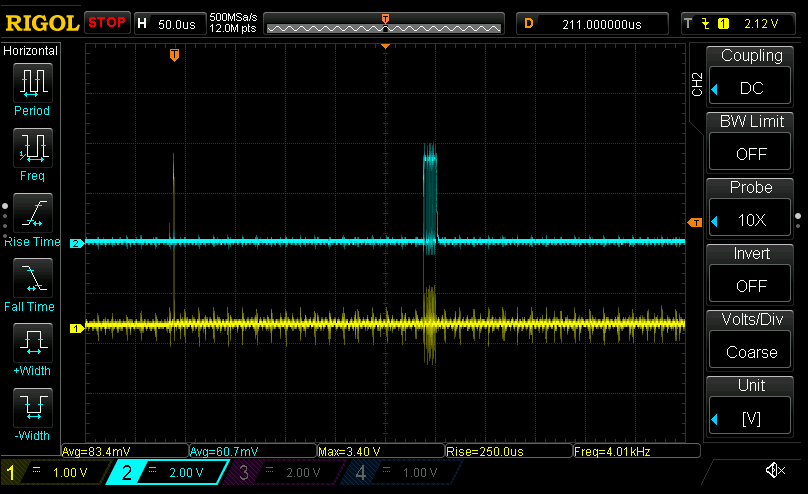 RIGOL STOP H 50.0us 500MSa/s 12.0M pts T D 211.000000us T 1 2.12 V
Horizontal
Period
Freq
Rise Time
Fall Time
+Width
-Width
T
2
1
T
CH2
Coupling
DC
BW Limit
OFF
Probe
10X
Invert
OFF
Volts/Div
Coarse
Unit
[V]
Avg=83.4mV Avg=60.7mV Max=3.40 V Rise=250.0us Freq=4.01kHz
1 1.00 V 2 2.00 V 3 2.00 V 4 1.00 V